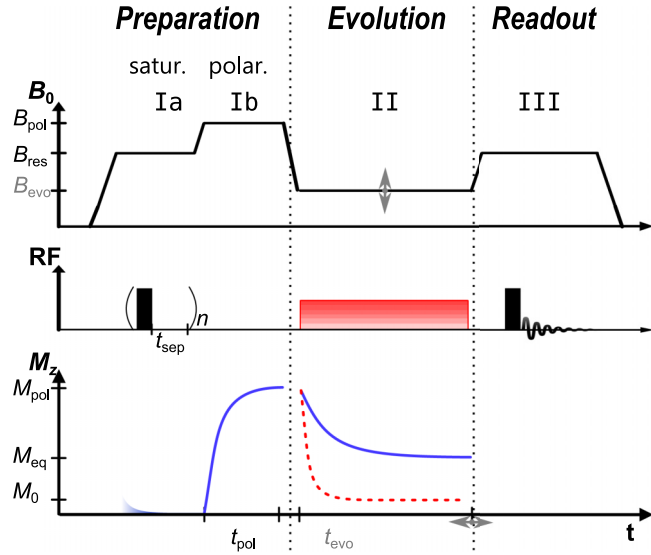 Preparation Evolution Readout
satur. polar.
B0 Ia Ib II III
Bpol
Bres
Bevo
RF
n
tsep
Mz
Mpol
Meq
M0
tpol tevo t